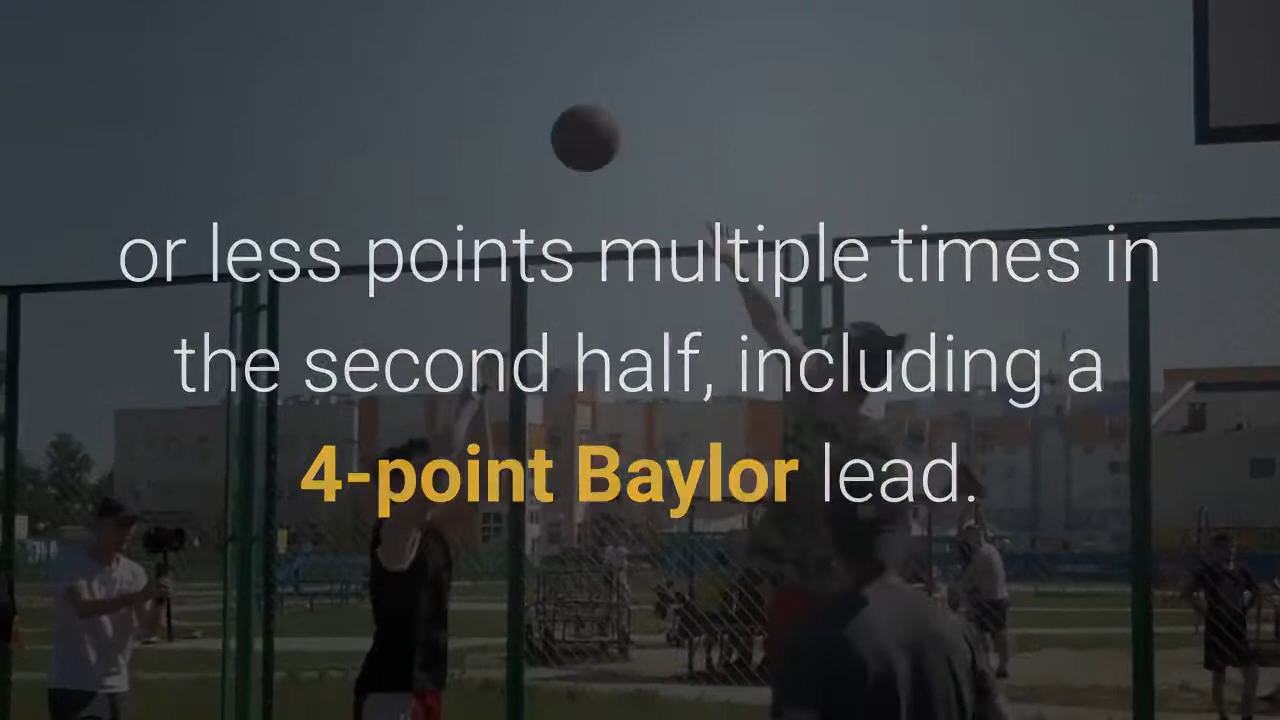 or less points multiple times in
the second half, including a
4-point Baylor lead.